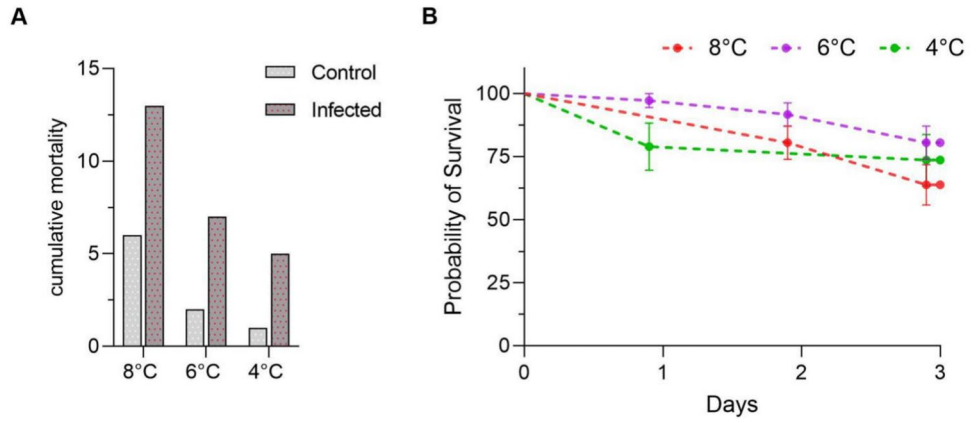 A
cumulative mortality
15
10
5
0
8°C 6°C 4°C
Control
Infected
B
8°C 6°C 4°C
Probability of Survival
100
75
50
25
0
0 1 2 3
Days